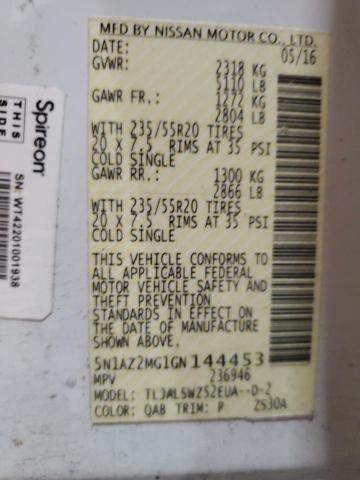 MFD BY NISSAN MOTOR CO., LTD.
DATE: 05/16
GVWR: 2318 KG
5110 LB
GAWR FR.: 1272 KG
2804 LB
WITH 235/55R20 TIRES
20 X 7.5 RIMS AT 35 PSI
COLD SINGLE
GAWR RR.: 1300 KG
2866 LB
WITH 235/55R20 TIRES
20 X 7.5 RIMS AT 35 PSI
COLD SINGLE
THIS VEHICLE CONFORMS TO
ALL APPLICABLE FEDERAL
MOTOR VEHICLE SAFETY AND
THEFT PREVENTION
STANDARDS IN EFFECT ON
THE DATE OF MANUFACTURE
SHOWN ABOVE.
5N1AZ2MG1GN144453
MPV 236946
MODEL: TLJALSWZ52EUA--D-2
COLOR: QAB TRIM: P 2S30A
Spireon
THIS
SIDE
SN: WT422201001938